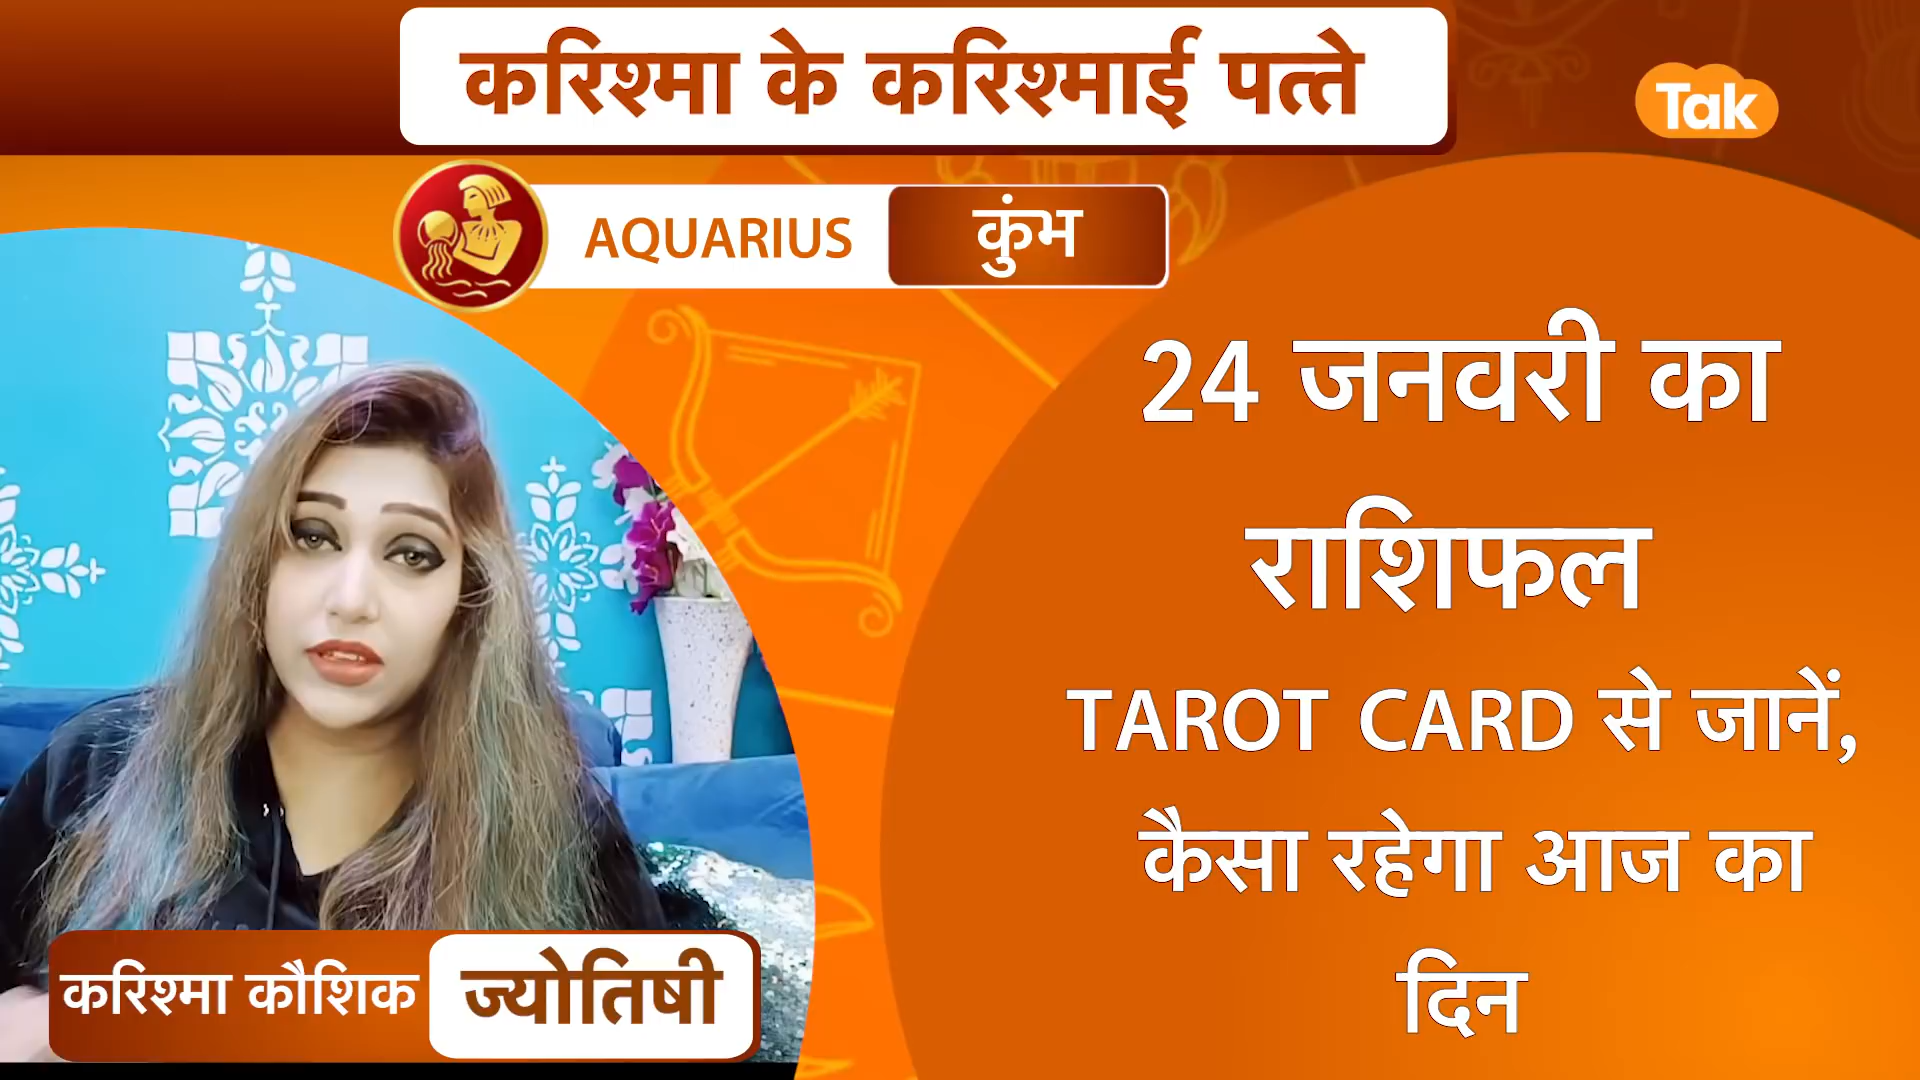 करिश्मा के करिश्माई पत्ते
Tak
AQUARIUS कुंभ
24 जनवरी का
राशिफल
TAROT CARD से जानें,
कैसा रहेगा आज का
दिन
करिश्मा कौशिक ज्योतिषी